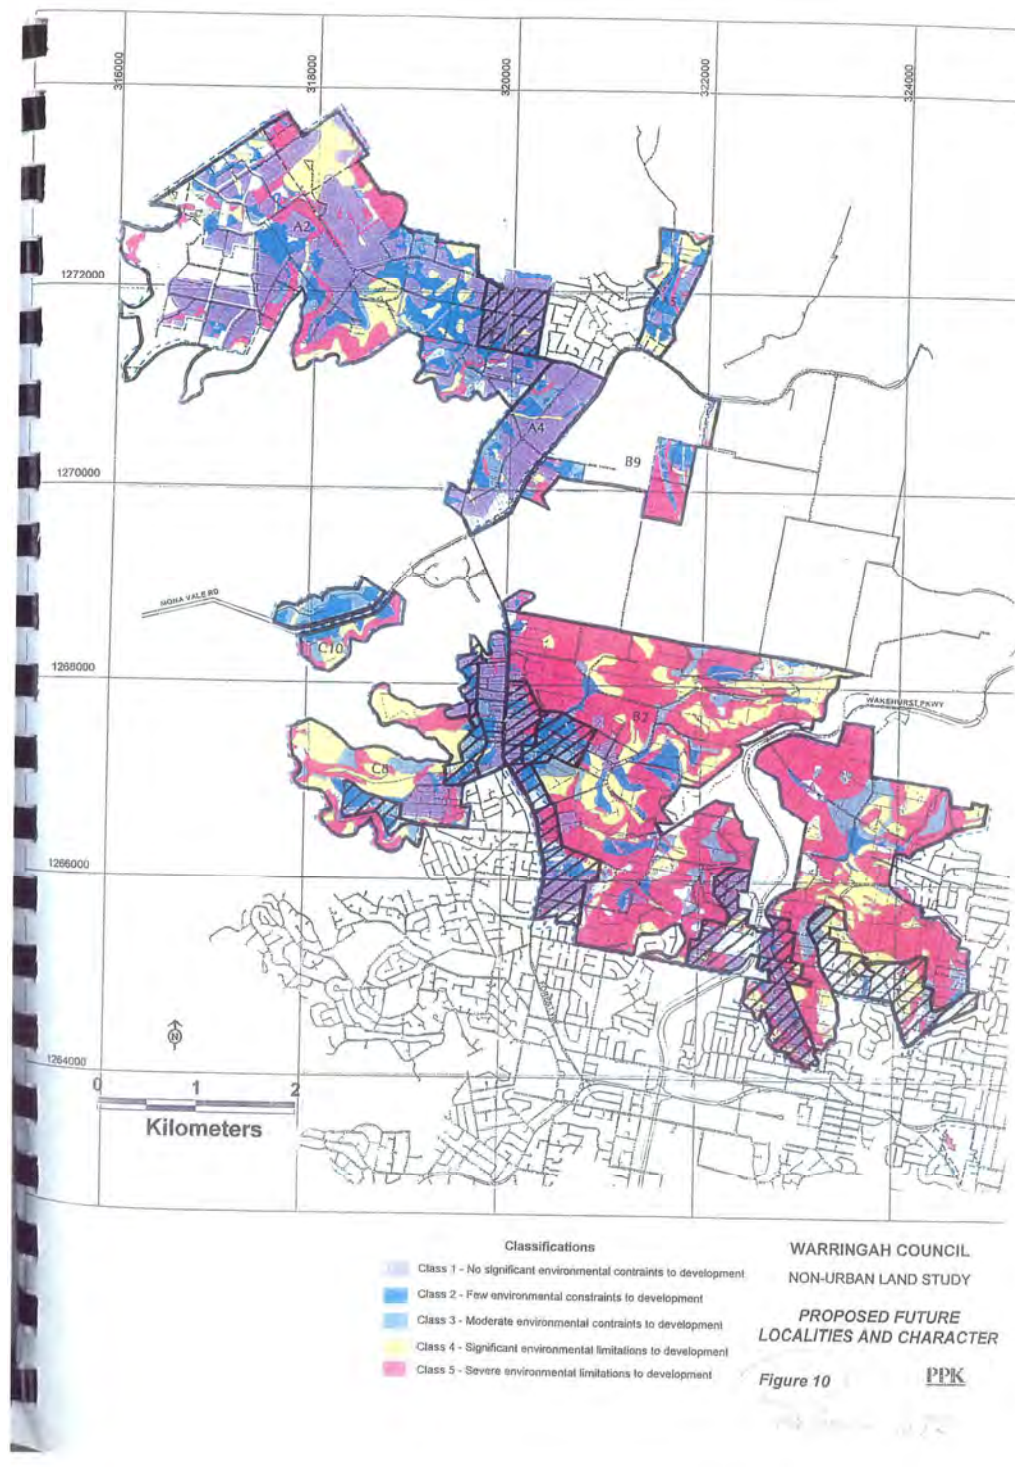 316000
318000
320000
322000
324000
A2
1272000
A5
A4
B9
1270000
MONA VALE RD
C10
1268000
WAKEHURST PKWY
B2
C8
1266000
N
1264000
0 1 2
Kilometers
Classifications
Class 1 - No significant environmental contraints to development
Class 2 - Few environmental constraints to development
Class 3 - Moderate environmental contraints to development
Class 4 - Significant environmental limitations to development
Class 5 - Severe environmental limitations to development
WARRINGAH COUNCIL
NON-URBAN LAND STUDY
PROPOSED FUTURE
LOCALITIES AND CHARACTER
Figure 10
PPK